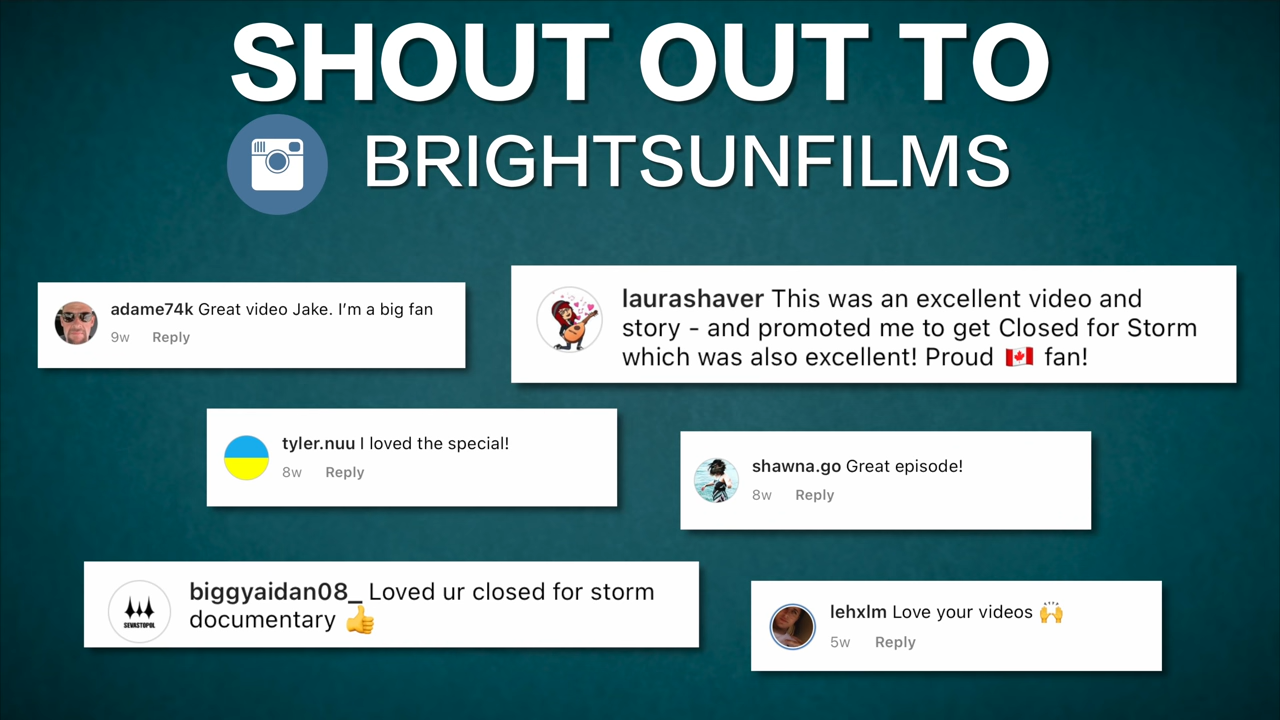 SHOUT OUT TO
BRIGHTSUNFILMS
adame74k Great video Jake. I’m a big fan
9w Reply
laurashaver This was an excellent video and
story - and promoted me to get Closed for Storm
which was also excellent! Proud 🇨🇦 fan!
tyler.nuu I loved the special!
8w Reply
shawna.go Great episode!
8w Reply
biggyaidan08_ Loved ur closed for storm
documentary 👍
SEVASTOPOL
lehxlm Love your videos 🙌
5w Reply